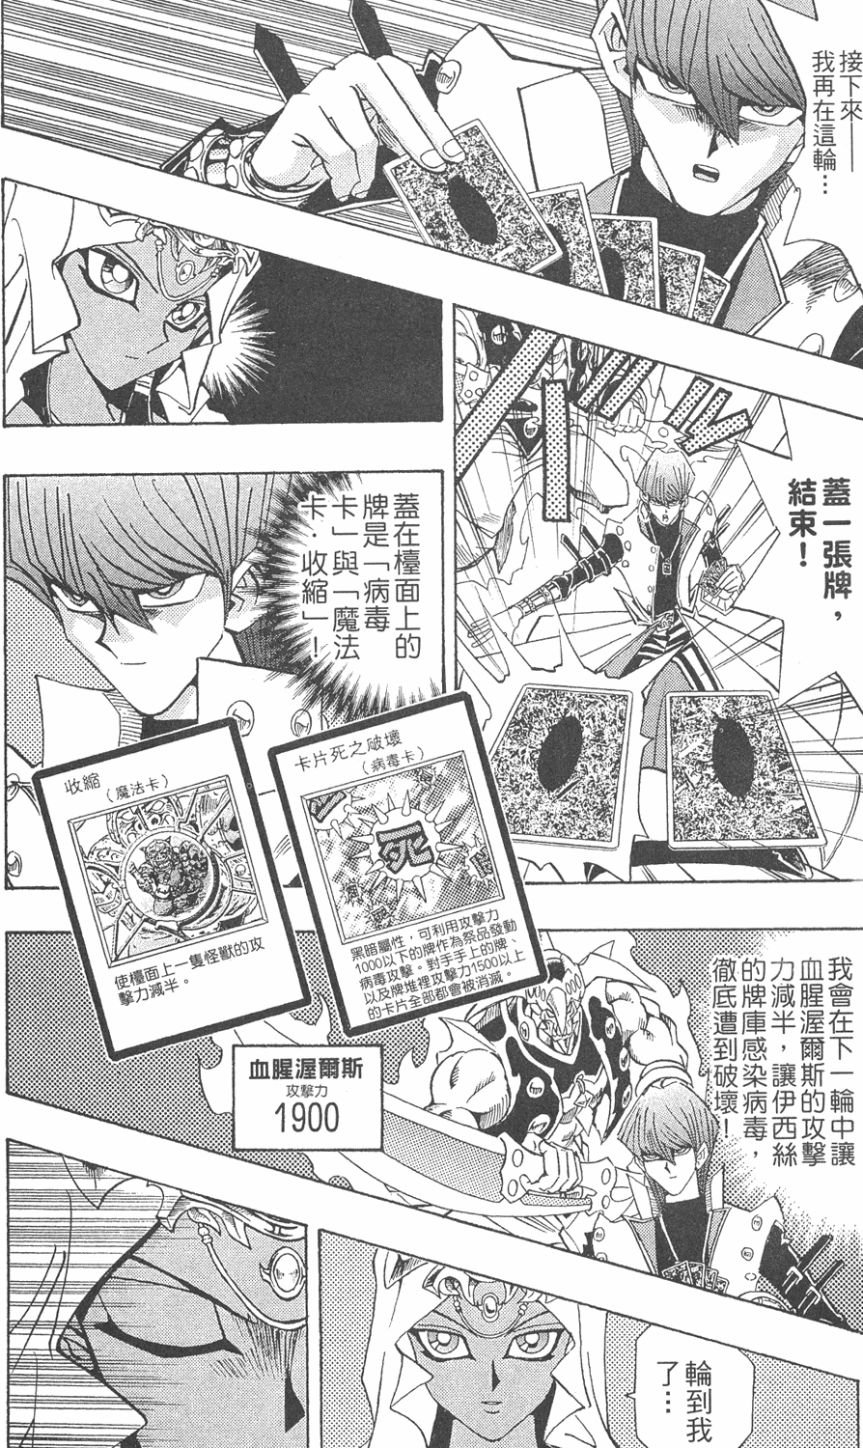 接下來——
我再在這輪…
蓋一張牌，
結束！
蓋在檯面上的
牌是「病毒
卡」與「魔法
卡．收縮」！
卡片死之破壞
（病毒卡）
死
黑暗屬性，可利用攻擊力
1000以下的牌作為祭品發動
病毒攻擊。對手手上的牌、
以及牌堆裡攻擊力1500以上
的卡片全部都會被消滅。
收縮
（魔法卡）
使檯面上一隻怪獸的攻
擊力減半。
我會在下一輪中讓
血腥渥爾斯的攻擊
力減半，讓伊西絲
的牌庫感染病毒，
徹底遭到破壞！
血腥渥爾斯
攻擊力
1900
輪到我
了…